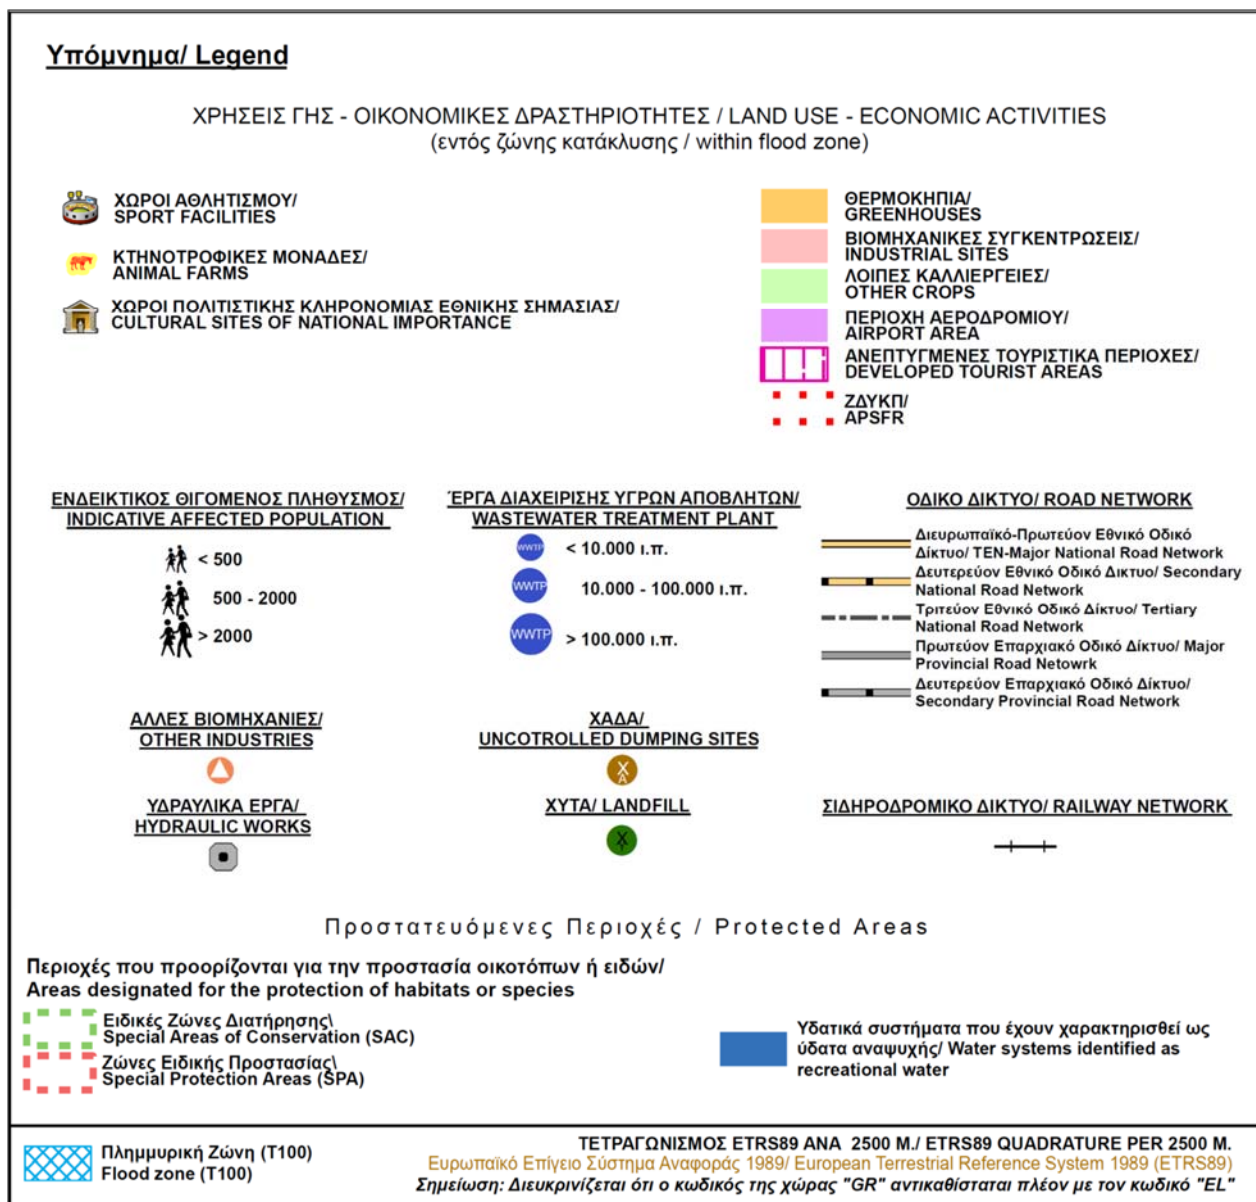 Υπόμνημα/ Legend
ΧΡΗΣΕΙΣ ΓΗΣ - ΟΙΚΟΝΟΜΙΚΕΣ ΔΡΑΣΤΗΡΙΟΤΗΤΕΣ / LAND USE - ECONOMIC ACTIVITIES
(εντός ζώνης κατάκλυσης / within flood zone)
ΧΩΡΟΙ ΑΘΛΗΤΙΣΜΟΥ/
SPORT FACILITIES
ΚΤΗΝΟΤΡΟΦΙΚΕΣ ΜΟΝΑΔΕΣ/
ANIMAL FARMS
ΧΩΡΟΙ ΠΟΛΙΤΙΣΤΙΚΗΣ ΚΛΗΡΟΝΟΜΙΑΣ ΕΘΝΙΚΗΣ ΣΗΜΑΣΙΑΣ/
CULTURAL SITES OF NATIONAL IMPORTANCE
ΘΕΡΜΟΚΗΠΙΑ/
GREENHOUSES
ΒΙΟΜΗΧΑΝΙΚΕΣ ΣΥΓΚΕΝΤΡΩΣΕΙΣ/
INDUSTRIAL SITES
ΛΟΙΠΕΣ ΚΑΛΛΙΕΡΓΕΙΕΣ/
OTHER CROPS
ΠΕΡΙΟΧΗ ΑΕΡΟΔΡΟΜΙΟΥ/
AIRPORT AREA
ΑΝΕΠΤΥΓΜΕΝΕΣ ΤΟΥΡΙΣΤΙΚΑ ΠΕΡΙΟΧΕΣ/
DEVELOPED TOURIST AREAS
ΖΔΥΚΠ/
APSFR
ΕΝΔΕΙΚΤΙΚΟΣ ΘΙΓΟΜΕΝΟΣ ΠΛΗΘΥΣΜΟΣ/
INDICATIVE AFFECTED POPULATION
< 500
500 - 2000
> 2000
ΈΡΓΑ ΔΙΑΧΕΙΡΙΣΗΣ ΥΓΡΩΝ ΑΠΟΒΛΗΤΩΝ/
WASTEWATER TREATMENT PLANT
WWTP < 10.000 ι.π.
WWTP 10.000 - 100.000 ι.π.
WWTP > 100.000 ι.π.
ΟΔΙΚΟ ΔΙΚΤΥΟ/ ROAD NETWORK
Διευρωπαϊκό-Πρωτεύον Εθνικό Οδικό
Δίκτυο/ TEN-Major National Road Network
Δευτερεύον Εθνικό Οδικό Δικτυο/ Secondary
National Road Network
Τριτεύον Εθνικό Οδικό Δίκτυο/ Tertiary
National Road Network
Πρωτεύον Επαρχιακό Οδικό Δίκτυο/ Major
Provincial Road Netowrk
Δευτερεύον Επαρχιακό Οδικό Δίκτυο/
Secondary Provincial Road Network
ΑΛΛΕΣ ΒΙΟΜΗΧΑΝΙΕΣ/
OTHER INDUSTRIES
ΧΑΔΑ/
UNCOTROLLED DUMPING SITES
ΧΑ
ΥΔΡΑΥΛΙΚΑ ΕΡΓΑ/
HYDRAULIC WORKS
ΧΥΤΑ/ LANDFILL
ΧΥ
ΣΙΔΗΡΟΔΡΟΜΙΚΟ ΔΙΚΤΥΟ/ RAILWAY NETWORK
Προστατευόμενες Περιοχές / Protected Areas
Περιοχές που προορίζονται για την προστασία οικοτόπων ή ειδών/
Areas designated for the protection of habitats or species
Ειδικές Ζώνες Διατήρησης\
Special Areas of Conservation (SAC)
Ζώνες Ειδικής Προστασίας\
Special Protection Areas (SPA)
Υδατικά συστήματα που έχουν χαρακτηρισθεί ως
ύδατα αναψυχής/ Water systems identified as
recreational water
Πλημμυρική Ζώνη (T100)
Flood zone (T100)
ΤΕΤΡΑΓΩΝΙΣΜΟΣ ETRS89 ΑΝΑ 2500 Μ./ ETRS89 QUADRATURE PER 2500 M.
Ευρωπαϊκό Επίγειο Σύστημα Αναφοράς 1989/ European Terrestrial Reference System 1989 (ETRS89)
Σημείωση: Διευκρινίζεται ότι ο κωδικός της χώρας "GR" αντικαθίσταται πλέον με τον κωδικό "EL"